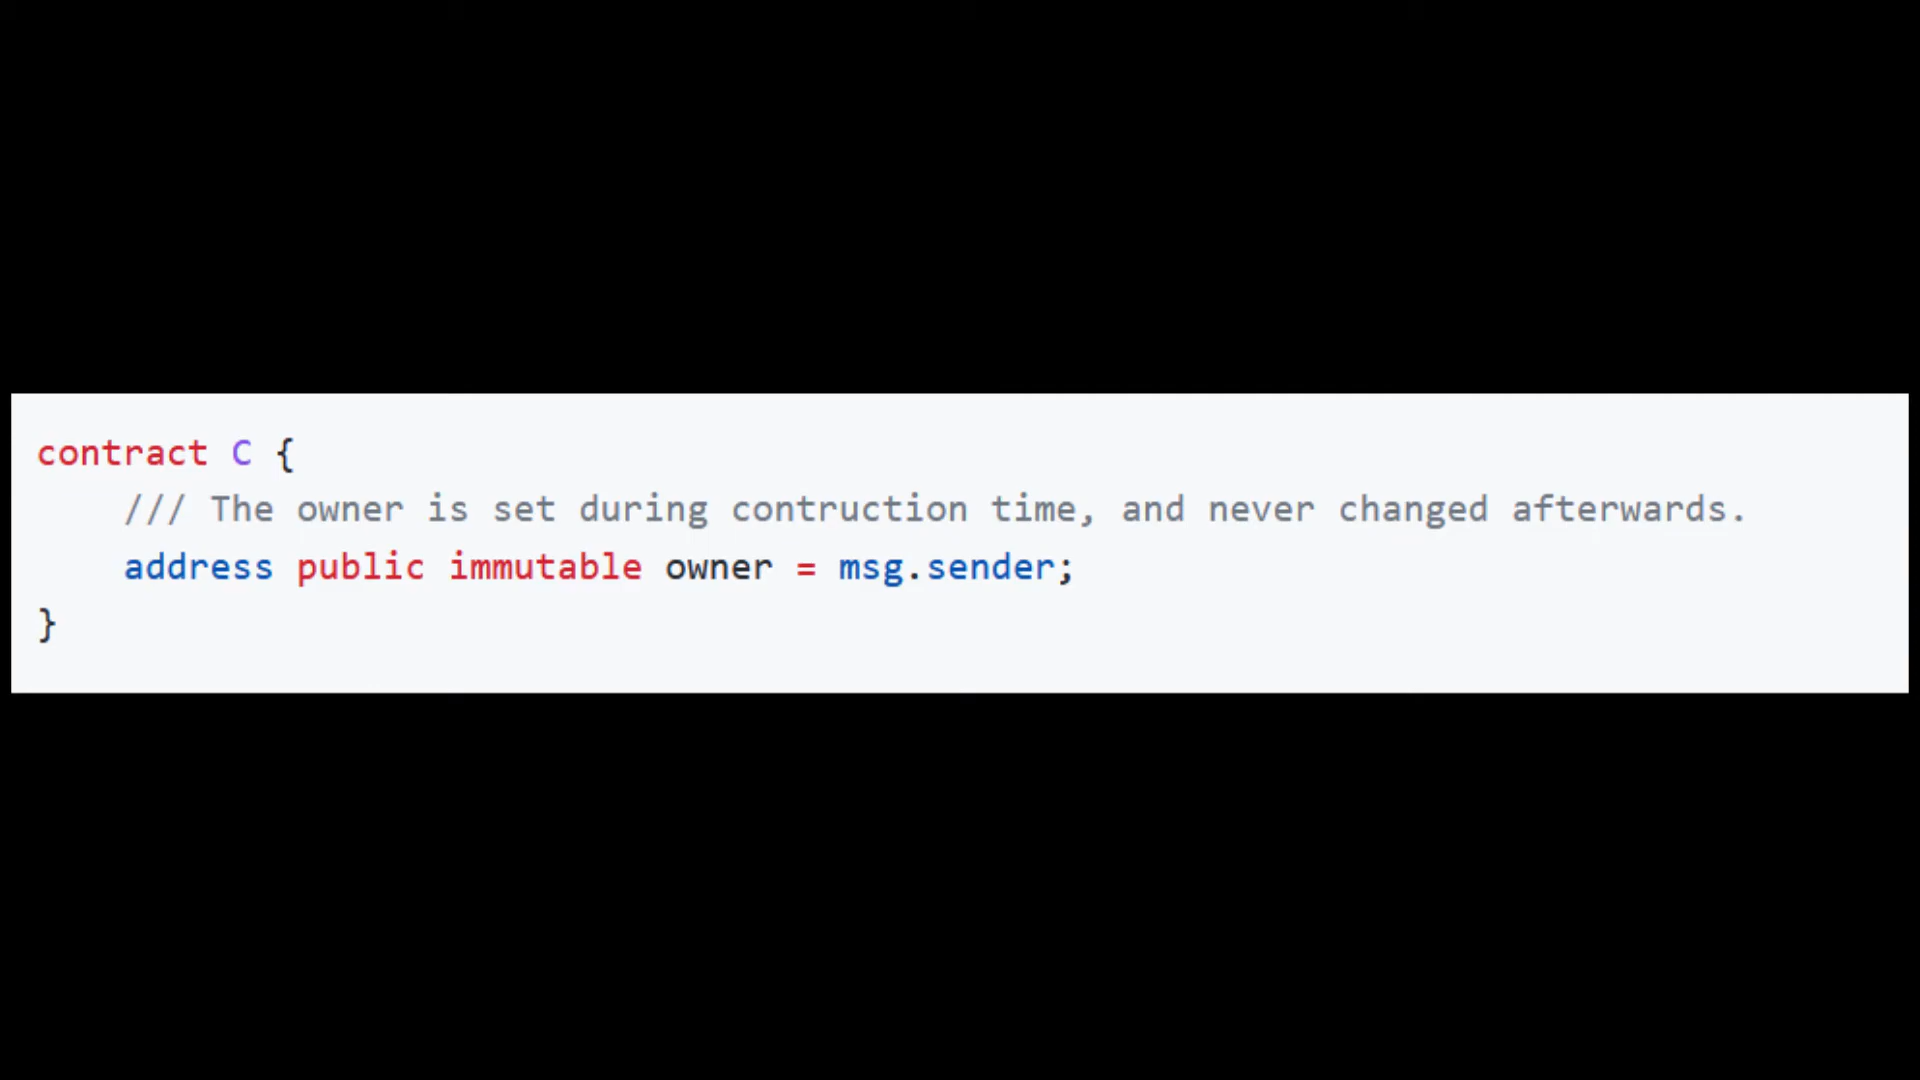 contract C {
/// The owner is set during contruction time, and never changed afterwards.
address public immutable owner = msg.sender;
}